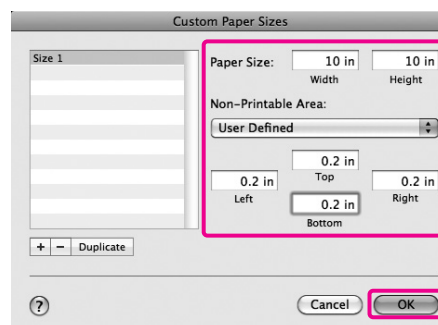 Custom Paper Sizes
Size 1
Paper Size: 10 in 10 in
Width Height
Non-Printable Area:
User Defined
0.2 in
Top
0.2 in 0.2 in
Left Right
0.2 in
Bottom
+ − Duplicate
? Cancel OK